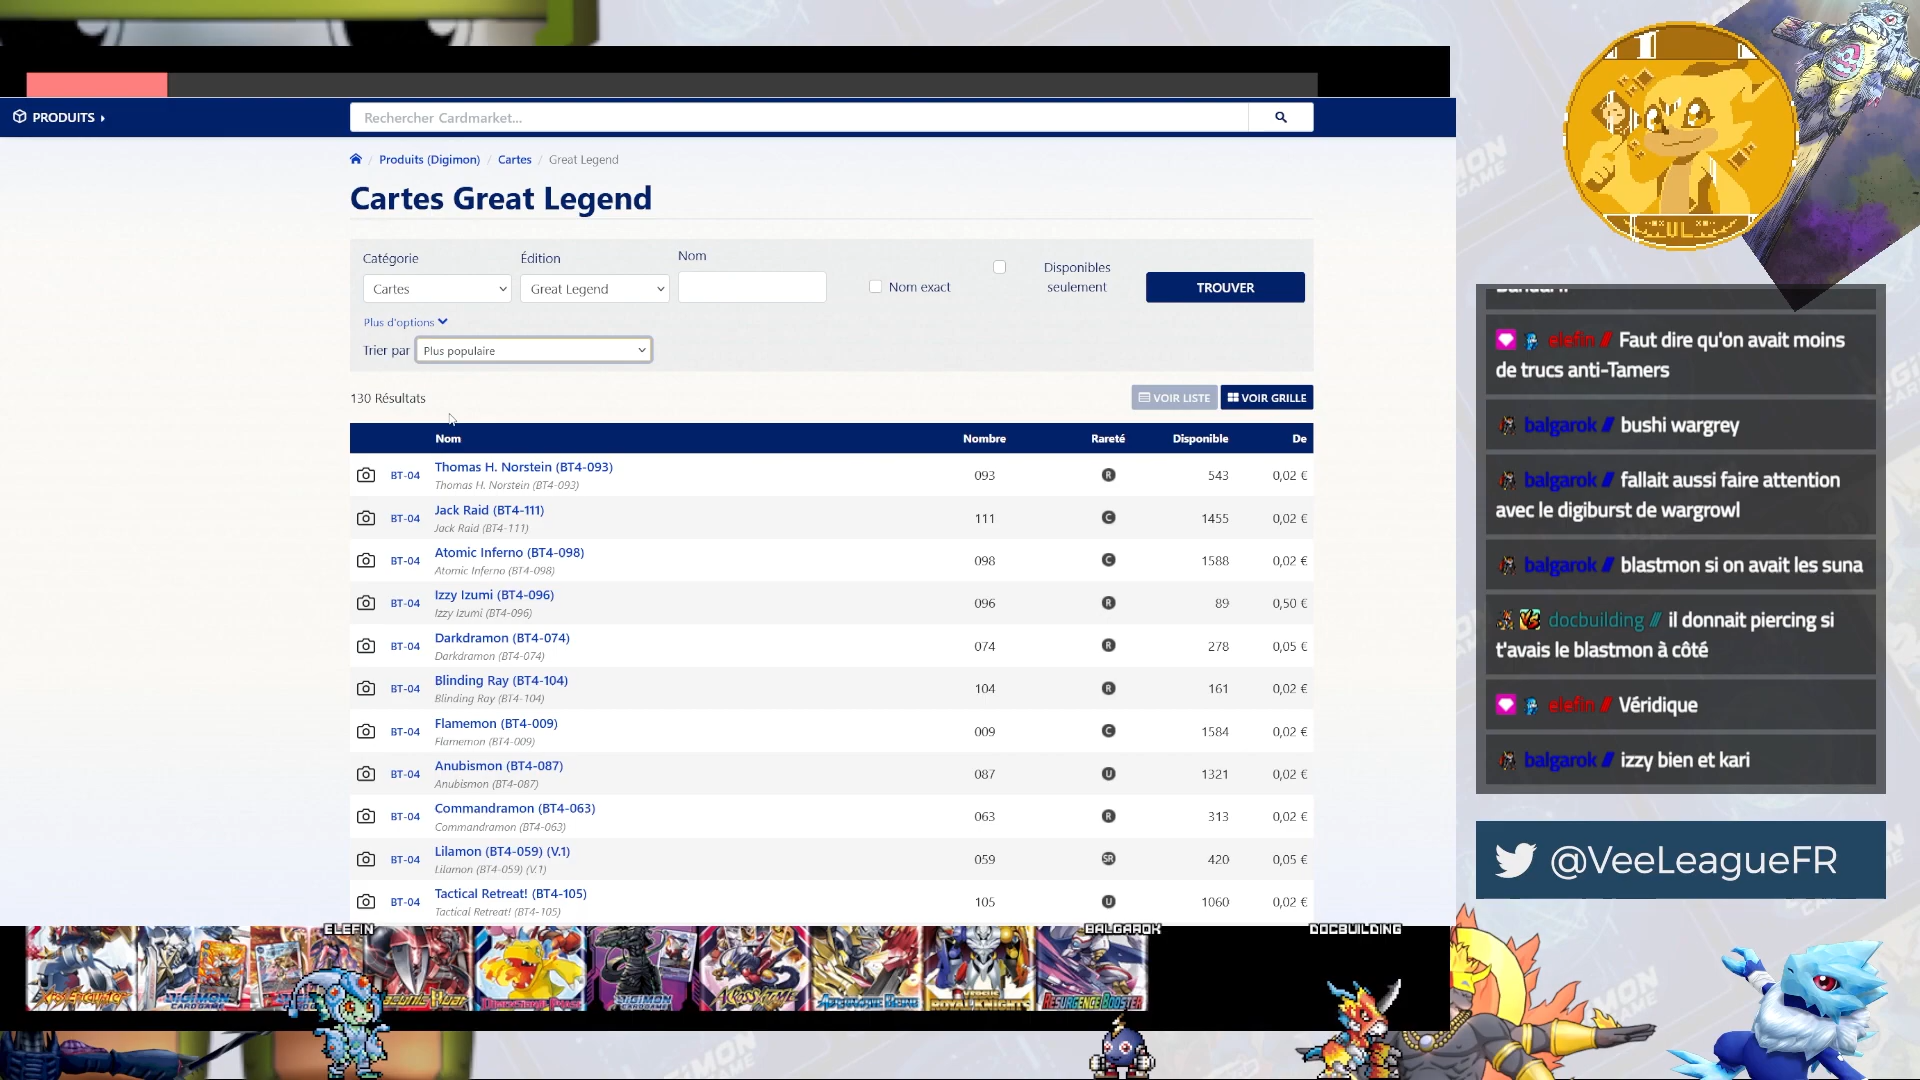 PRODUITS
Rechercher Cardmarket...
Produits (Digimon) / Cartes / Great Legend
Cartes Great Legend
Catégorie
Édition
Nom
Cartes
Great Legend
Nom exact
Disponibles
seulement
TROUVER
Plus d'options
Trier par
Plus populaire
130 Résultats
VOIR LISTE
VOIR GRILLE
Nom Nombre Rareté Disponible De
BT-04 Thomas H. Norstein (BT4-093) 093 R 543 0,02 €
Thomas H. Norstein (BT4-093)
BT-04 Jack Raid (BT4-111) 111 C 1455 0,02 €
Jack Raid (BT4-111)
BT-04 Atomic Inferno (BT4-098) 098 C 1588 0,02 €
Atomic Inferno (BT4-098)
BT-04 Izzy Izumi (BT4-096) 096 R 89 0,50 €
Izzy Izumi (BT4-096)
BT-04 Darkdramon (BT4-074) 074 R 278 0,05 €
Darkdramon (BT4-074)
BT-04 Blinding Ray (BT4-104) 104 R 161 0,02 €
Blinding Ray (BT4-104)
BT-04 Flamemon (BT4-009) 009 C 1584 0,02 €
Flamemon (BT4-009)
BT-04 Anubismon (BT4-087) 087 U 1321 0,02 €
Anubismon (BT4-087)
BT-04 Commandramon (BT4-063) 063 R 313 0,02 €
Commandramon (BT4-063)
BT-04 Lilamon (BT4-059) (V.1) 059 SR 420 0,05 €
Lilamon (BT4-059) (V.1)
BT-04 Tactical Retreat! (BT4-105) 105 U 1060 0,02 €
Tactical Retreat! (BT4-105)
elefin // Faut dire qu'on avait moins
de trucs anti-Tamers
balgarok // bushi wargrey
balgarok // fallait aussi faire attention
avec le digiburst de wargrowl
balgarok // blastmon si on avait les suna
docbuilding // il donnait piercing si
t'avais le blastmon à côté
elefin // Véridique
balgarok // izzy bien et kari
@VeeLeagueFR
ELEFIN
BALGAROK
DOCBUILDING
DIGIMON
DIMENSIONAL PHASE
DIGIMON
ROYAL KNIGHTS
RESURGENCE BOOSTER